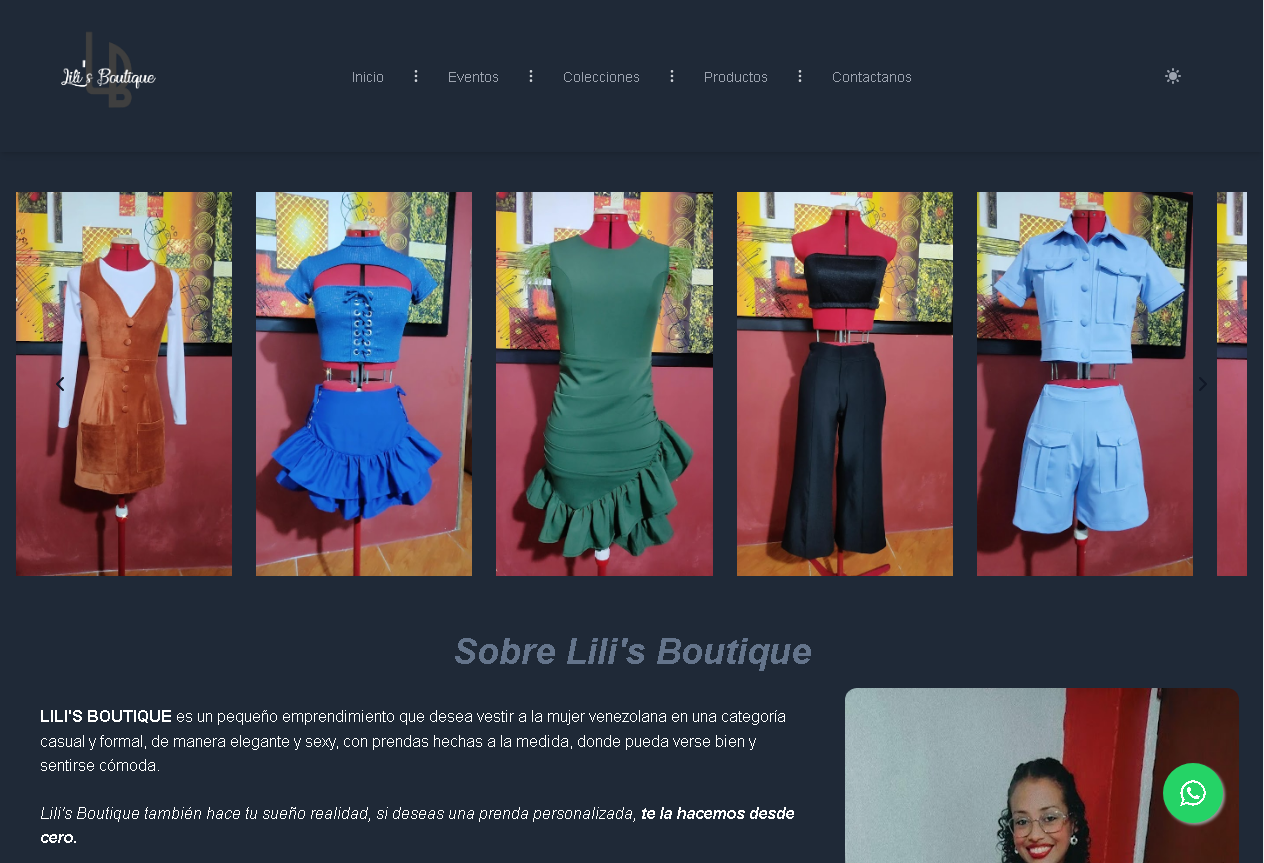 Lili's Boutique
LDB
Inicio
Eventos
Colecciones
Productos
Contactanos
Sobre Lili's Boutique
LILI'S BOUTIQUE es un pequeño emprendimiento que desea vestir a la mujer venezolana en una categoría
casual y formal, de manera elegante y sexy, con prendas hechas a la medida, donde pueda verse bien y
sentirse cómoda.
Lili's Boutique también hace tu sueño realidad, si deseas una prenda personalizada, te la hacemos desde
cero.